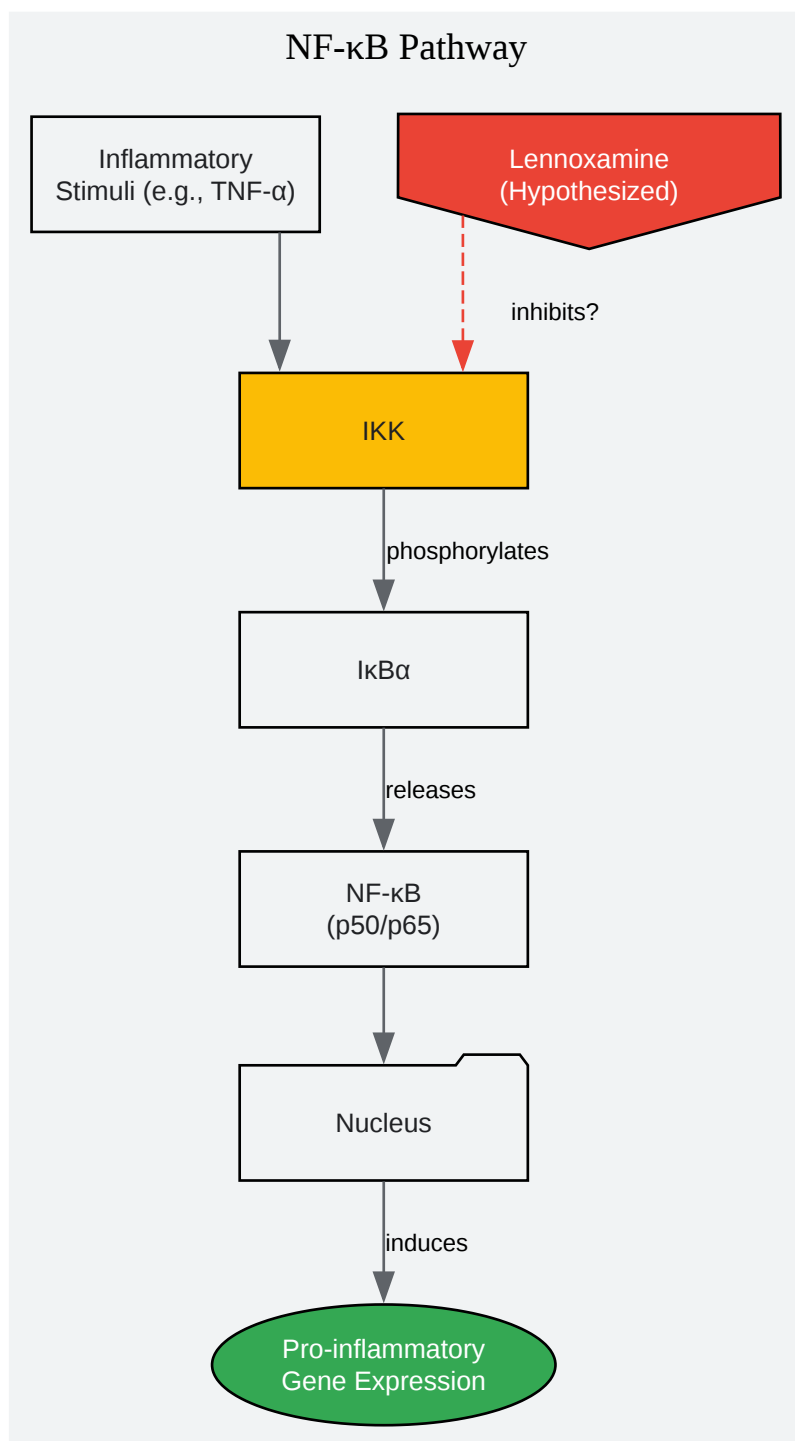 NF-κB Pathway
Inflammatory
Stimuli (e.g., TNF-α)
Lennoxamine
(Hypothesized)
inhibits?
IKK
phosphorylates
IκBα
releases
NF-κB
(p50/p65)
Nucleus
induces
Pro-inflammatory
Gene Expression